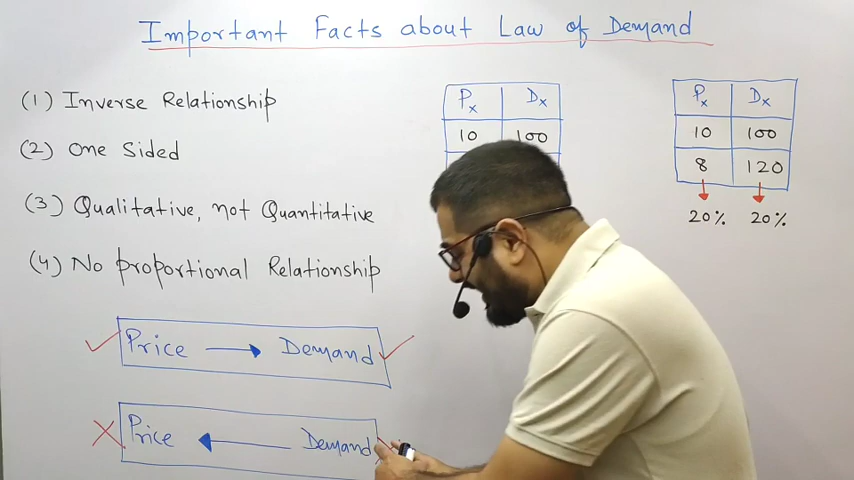 Important Facts about Law of Demand
(1) Inverse Relationship
(2) One Sided
(3) Qualitative, not Quantitative
(4) No proportional Relationship
Px Dx
10 100
Px Dx
10 100
8 120
20% 20%
Price → Demand
Price ← Demand